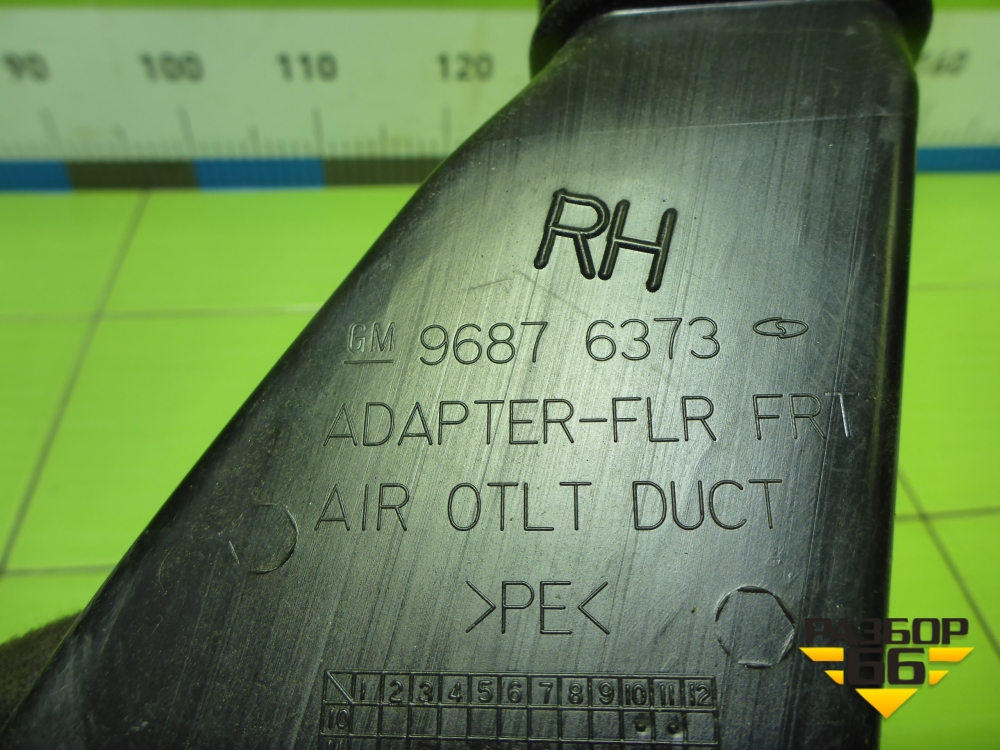 90 100 110 120
RH
GM 9687 6373
ADAPTER-FLR FRT
AIR OTLT DUCT
>PE<
1 2 3 4 5 6 7 8 9 10 11 12
10
РАЗБОР
66